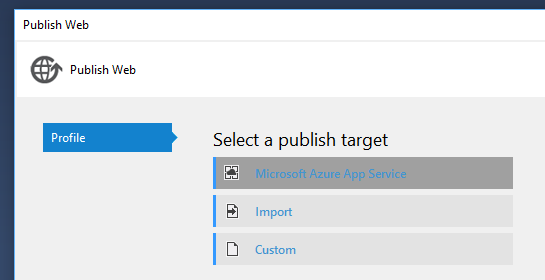 Publish Web
Publish Web
Profile
Select a publish target
Microsoft Azure App Service
Import
Custom